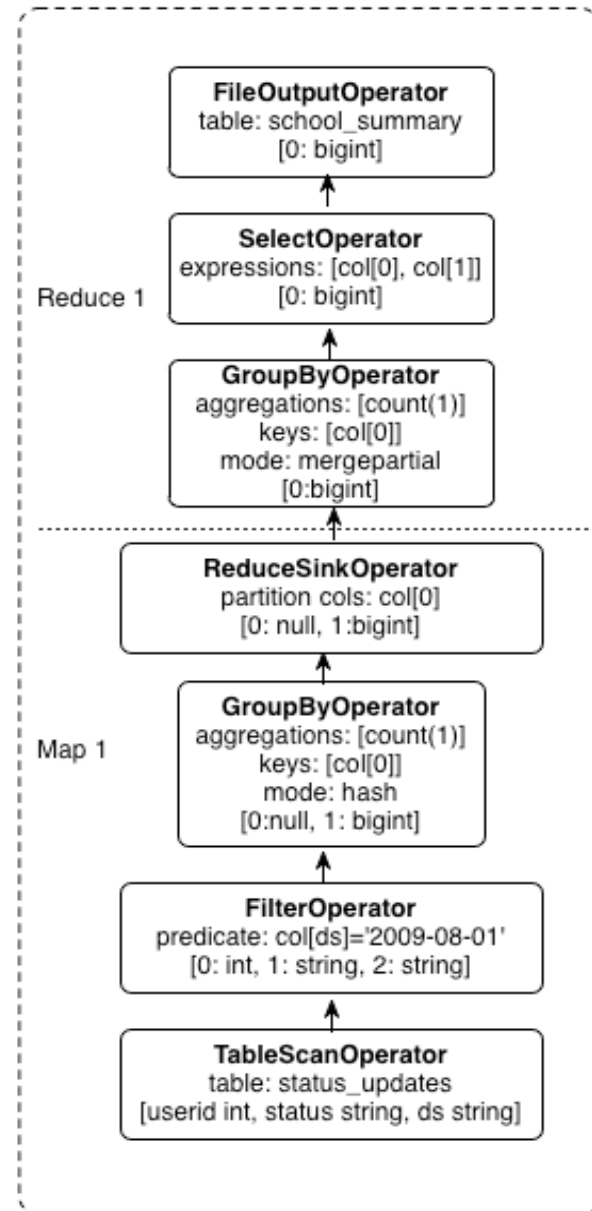 FileOutputOperator
table: school_summary
[0: bigint]
SelectOperator
expressions: [col[0], col[1]]
[0: bigint]
Reduce 1
GroupByOperator
aggregations: [count(1)]
keys: [col[0]]
mode: mergepartial
[0:bigint]
ReduceSinkOperator
partition cols: col[0]
[0: null, 1:bigint]
GroupByOperator
aggregations: [count(1)]
Map 1
keys: [col[0]]
mode: hash
[0:null, 1: bigint]
FilterOperator
predicate: col[ds]='2009-08-01'
[0: int, 1: string, 2: string]
TableScanOperator
table: status_updates
[userid int, status string, ds string]